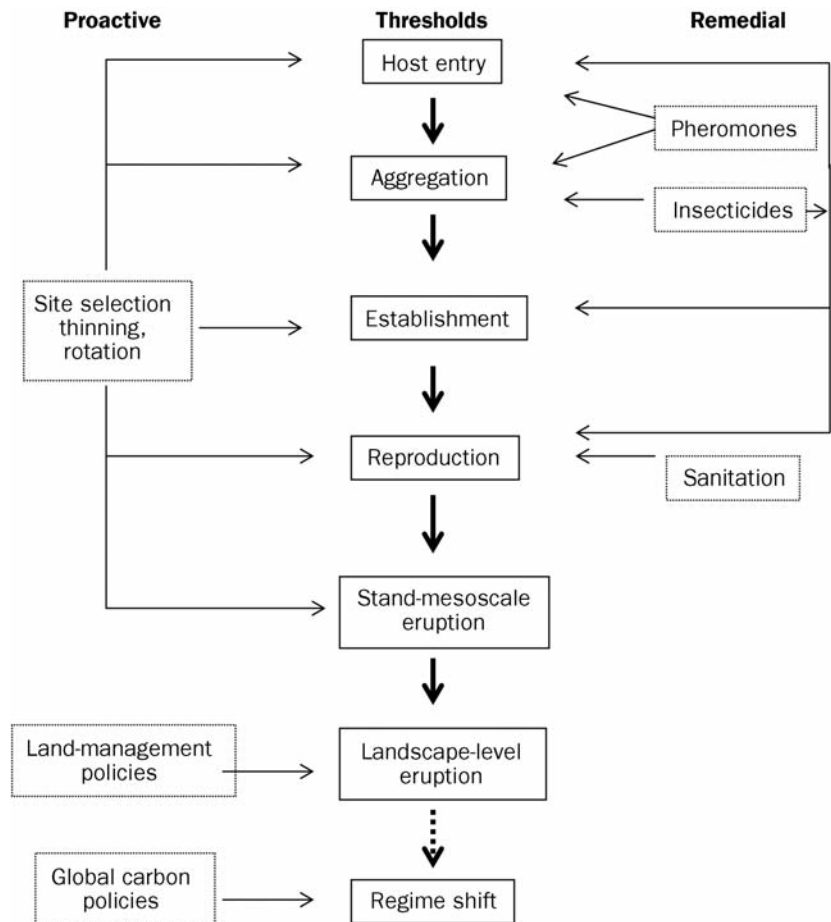 Proactive
Thresholds
Remedial
Host entry
Pheromones
Aggregation
Insecticides
Site selection
thinning,
rotation
Establishment
Reproduction
Sanitation
Stand-mesoscale
eruption
Land-management
policies
Landscape-level
eruption
Global carbon
policies
Regime shift